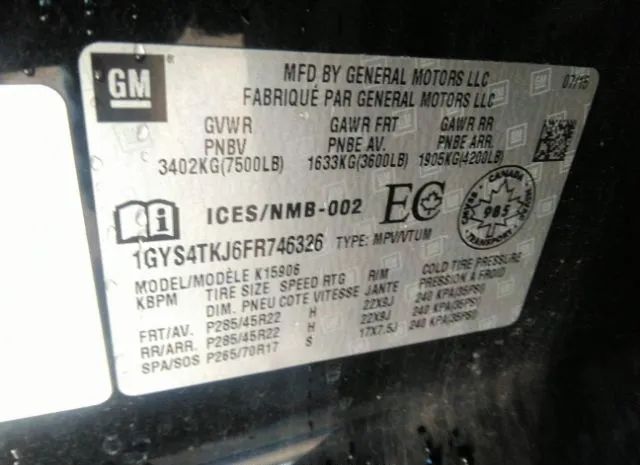 GM
MFD BY GENERAL MOTORS LLC
FABRIQUÉ PAR GENERAL MOTORS LLC
07/15
GVWR GAWR FRT GAWR RR
PNBV PNBE AV. PNBE ARR.
3402KG(7500LB) 1633KG(3600LB) 1905KG(4200LB)
ICES/NMB-002 EC
CANADA
905
1GYS4TKJ6FR746326 TYPE: MPV/VTUM
MODEL/MODÈLE K15906
KBPM TIRE SIZE SPEED RTG RIM COLD TIRE PRESSURE
DIM. PNEU COTE VITESSE JANTE PRESSION A FROID
FRT/AV. P285/45R22 H 22X9J 240 KPA(35PSI)
RR/ARR. P285/45R22 H 22X9J 240 KPA(35PSI)
SPA/SOS P265/70R17 S 17X7.5J 240 KPA(35PSI)